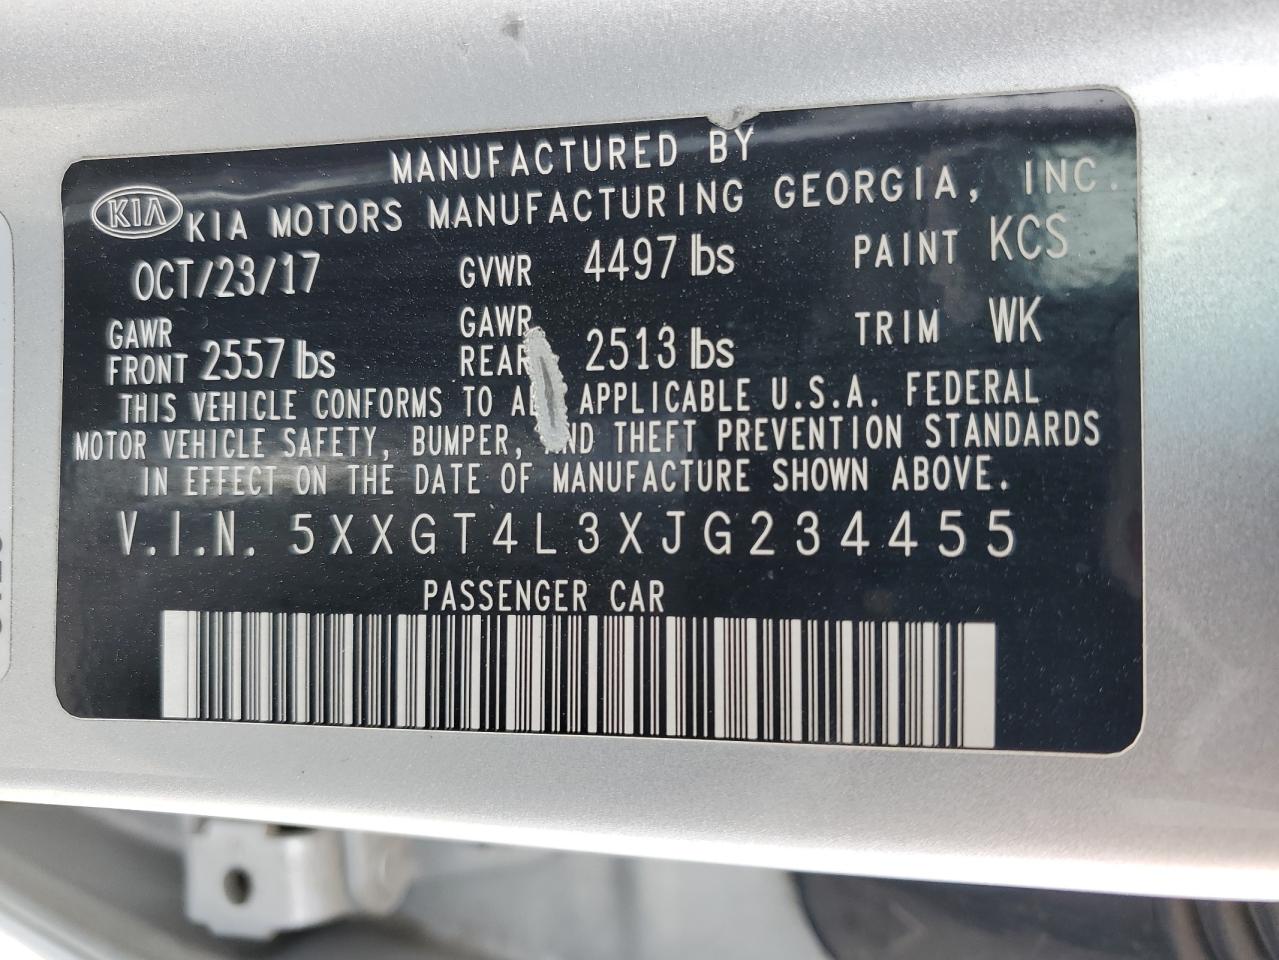 MANUFACTURED BY
KIA KIA MOTORS MANUFACTURING GEORGIA, INC.
OCT/23/17 GVWR 4497 lbs PAINT KCS
GAWR FRONT 2557 lbs GAWR REAR 2513 lbs TRIM WK
THIS VEHICLE CONFORMS TO ALL APPLICABLE U.S.A. FEDERAL
MOTOR VEHICLE SAFETY, BUMPER, AND THEFT PREVENTION STANDARDS
IN EFFECT ON THE DATE OF MANUFACTURE SHOWN ABOVE.
V.I.N. 5XXGT4L3XJG234455
PASSENGER CAR